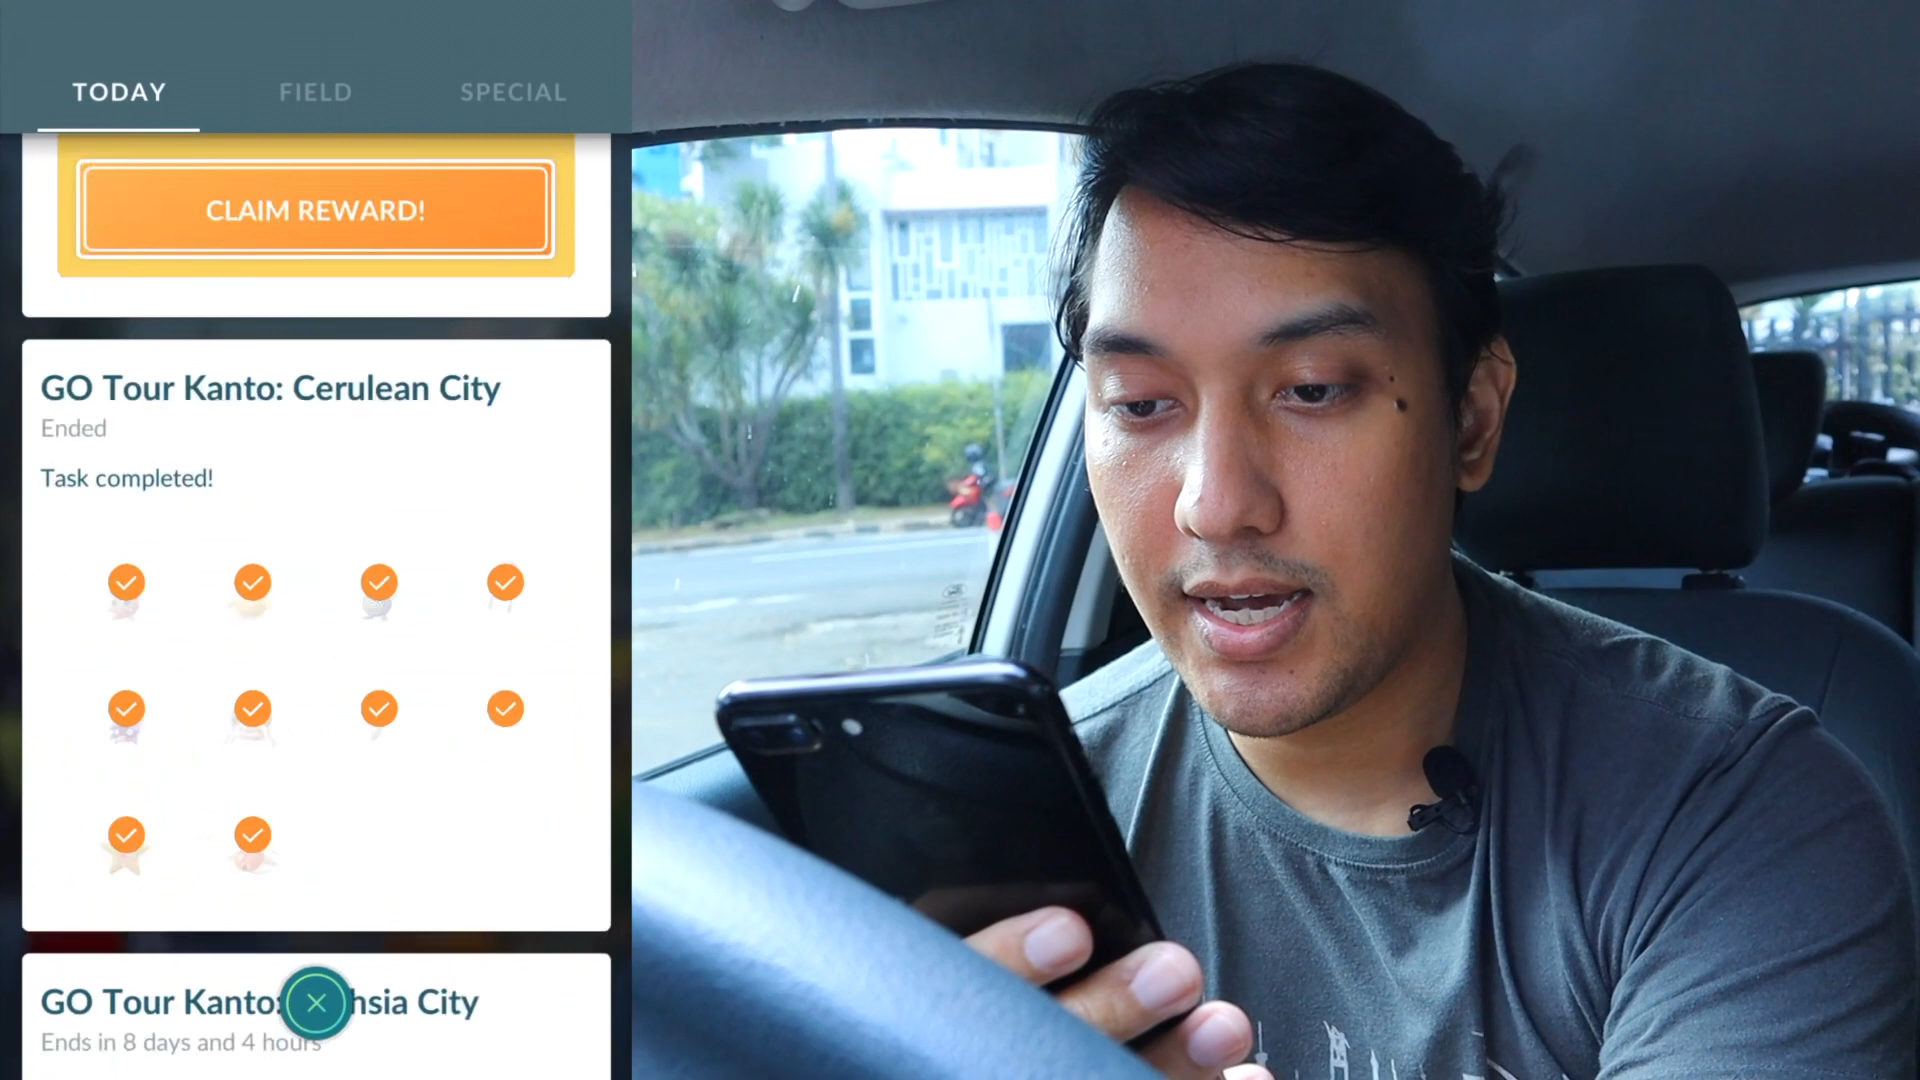 TODAY
FIELD
SPECIAL
CLAIM REWARD!
GO Tour Kanto: Cerulean City
Ended
Task completed!
GO Tour Kanto: hsia City
Ends in 8 days and 4 hours